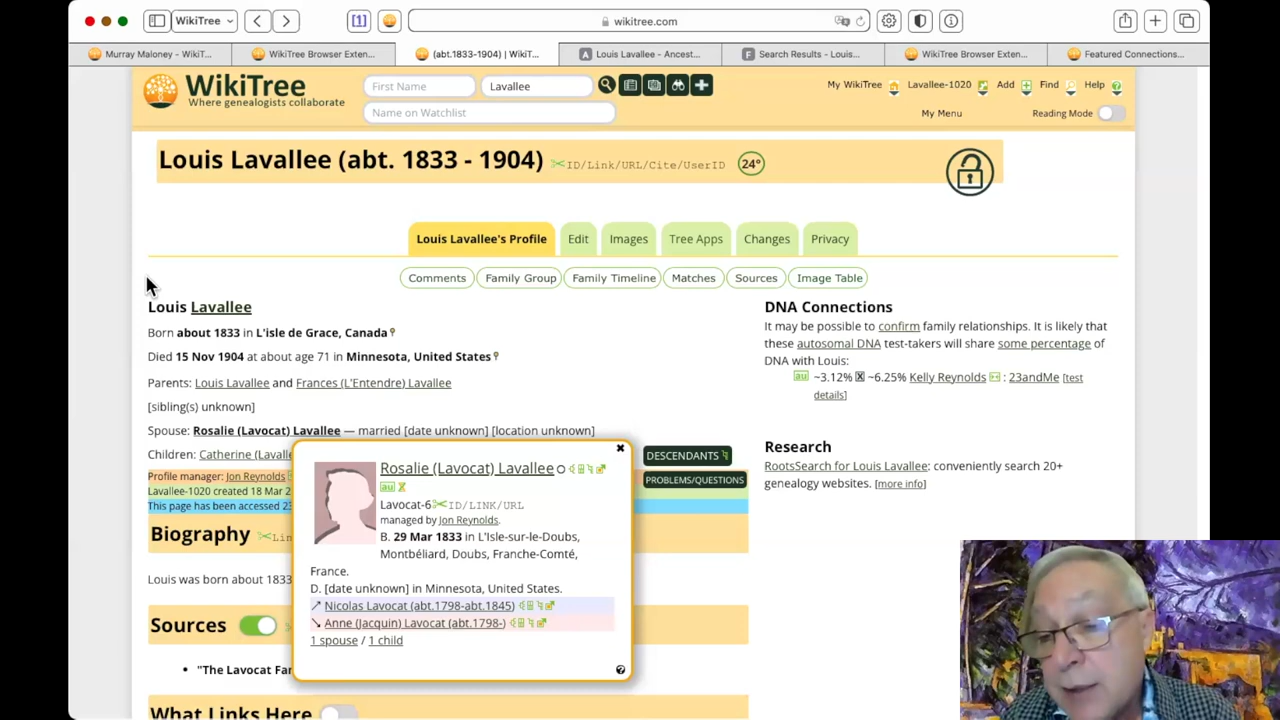 WikiTree
wikitree.com
Murray Maloney - WikiT...
WikiTree Browser Exten...
(abt.1833-1904) | WikiT...
Louis Lavallee - Ancest...
Search Results - Louis...
WikiTree Browser Exten...
Featured Connections...
WikiTree
Where genealogists collaborate
First Name
Lavallee
Name on Watchlist
My WikiTree
Lavallee-1020
Add
Find
Help
My Menu
Reading Mode
Louis Lavallee (abt. 1833 - 1904)
ID/Link/URL/Cite/UserID
24°
Louis Lavallee's Profile
Edit
Images
Tree Apps
Changes
Privacy
Comments
Family Group
Family Timeline
Matches
Sources
Image Table
Louis Lavallee
Born about 1833 in L'isle de Grace, Canada
Died 15 Nov 1904 at about age 71 in Minnesota, United States
Parents: Louis Lavallee and Frances (L'Entendre) Lavallee
[sibling(s) unknown]
Spouse: Rosalie (Lavocat) Lavallee — married [date unknown] [location unknown]
Children: Catherine (Lavalle
Profile manager: Jon Reynolds
Lavallee-1020 created 18 Mar 2
This page has been accessed 23
DESCENDANTS
PROBLEMS/QUESTIONS
Rosalie (Lavocat) Lavallee
au
Lavocat-6 ID/LINK/URL
managed by Jon Reynolds.
B. 29 Mar 1833 in L'Isle-sur-le-Doubs,
Montbéliard, Doubs, Franche-Comté,
France.
D. [date unknown] in Minnesota, United States.
Nicolas Lavocat (abt.1798-abt.1845)
Anne (Jacquin) Lavocat (abt.1798-)
1 spouse / 1 child
Biography
Louis was born about 1833
Sources
"The Lavocat Fa
What Links Here
DNA Connections
It may be possible to confirm family relationships. It is likely that
these autosomal DNA test-takers will share some percentage of
DNA with Louis:
au ~3.12% X ~6.25% Kelly Reynolds : 23andMe [test
details]
Research
RootsSearch for Louis Lavallee: conveniently search 20+
genealogy websites. [more info]